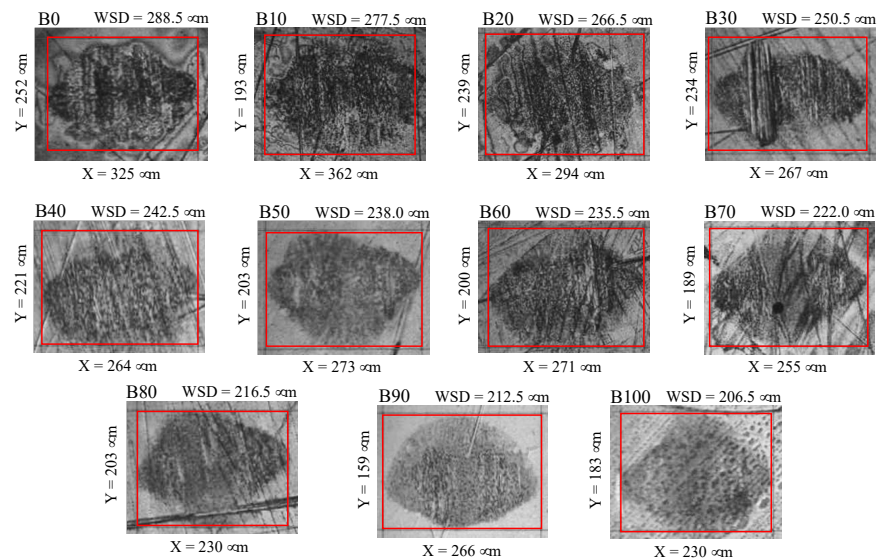 B0 WSD = 288.5 ∝m
Y = 252 ∝m
X = 325 ∝m
B10 WSD = 277.5 ∝m
Y = 193 ∝m
X = 362 ∝m
B20 WSD = 266.5 ∝m
Y = 239 ∝m
X = 294 ∝m
B30 WSD = 250.5 ∝m
Y = 234 ∝m
X = 267 ∝m
B40 WSD = 242.5 ∝m
Y = 221 ∝m
X = 264 ∝m
B50 WSD = 238.0 ∝m
Y = 203 ∝m
X = 273 ∝m
B60 WSD = 235.5 ∝m
Y = 200 ∝m
X = 271 ∝m
B70 WSD = 222.0 ∝m
Y = 189 ∝m
X = 255 ∝m
B80 WSD = 216.5 ∝m
Y = 203 ∝m
X = 230 ∝m
B90 WSD = 212.5 ∝m
Y = 159 ∝m
X = 266 ∝m
B100 WSD = 206.5 ∝m
Y = 183 ∝m
X = 230 ∝m